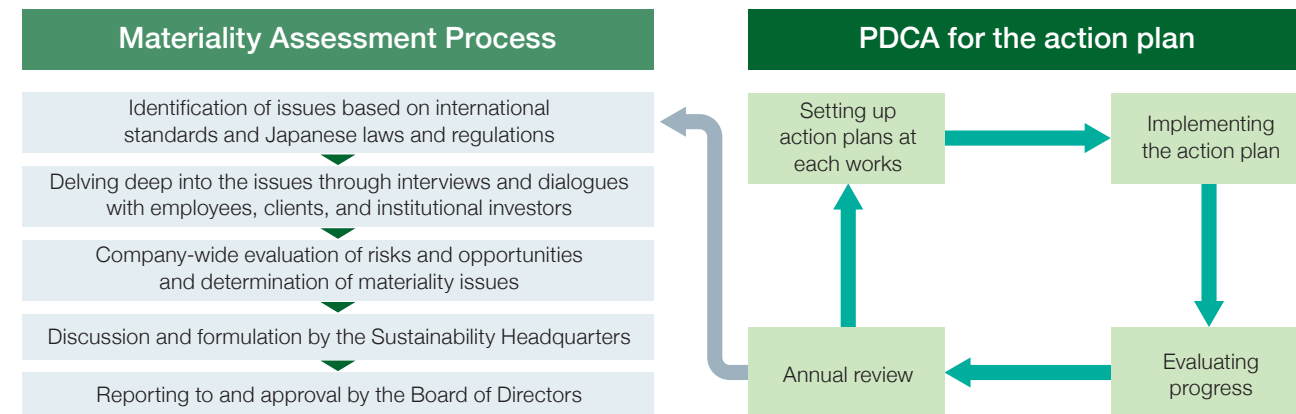 Materiality Assessment Process
Identification of issues based on international
standards and Japanese laws and regulations
Delving deep into the issues through interviews and dialogues
with employees, clients, and institutional investors
Company-wide evaluation of risks and opportunities
and determination of materiality issues
Discussion and formulation by the Sustainability Headquarters
Reporting to and approval by the Board of Directors
PDCA for the action plan
Setting up
action plans at
each works
Implementing
the action plan
Annual review
Evaluating
progress